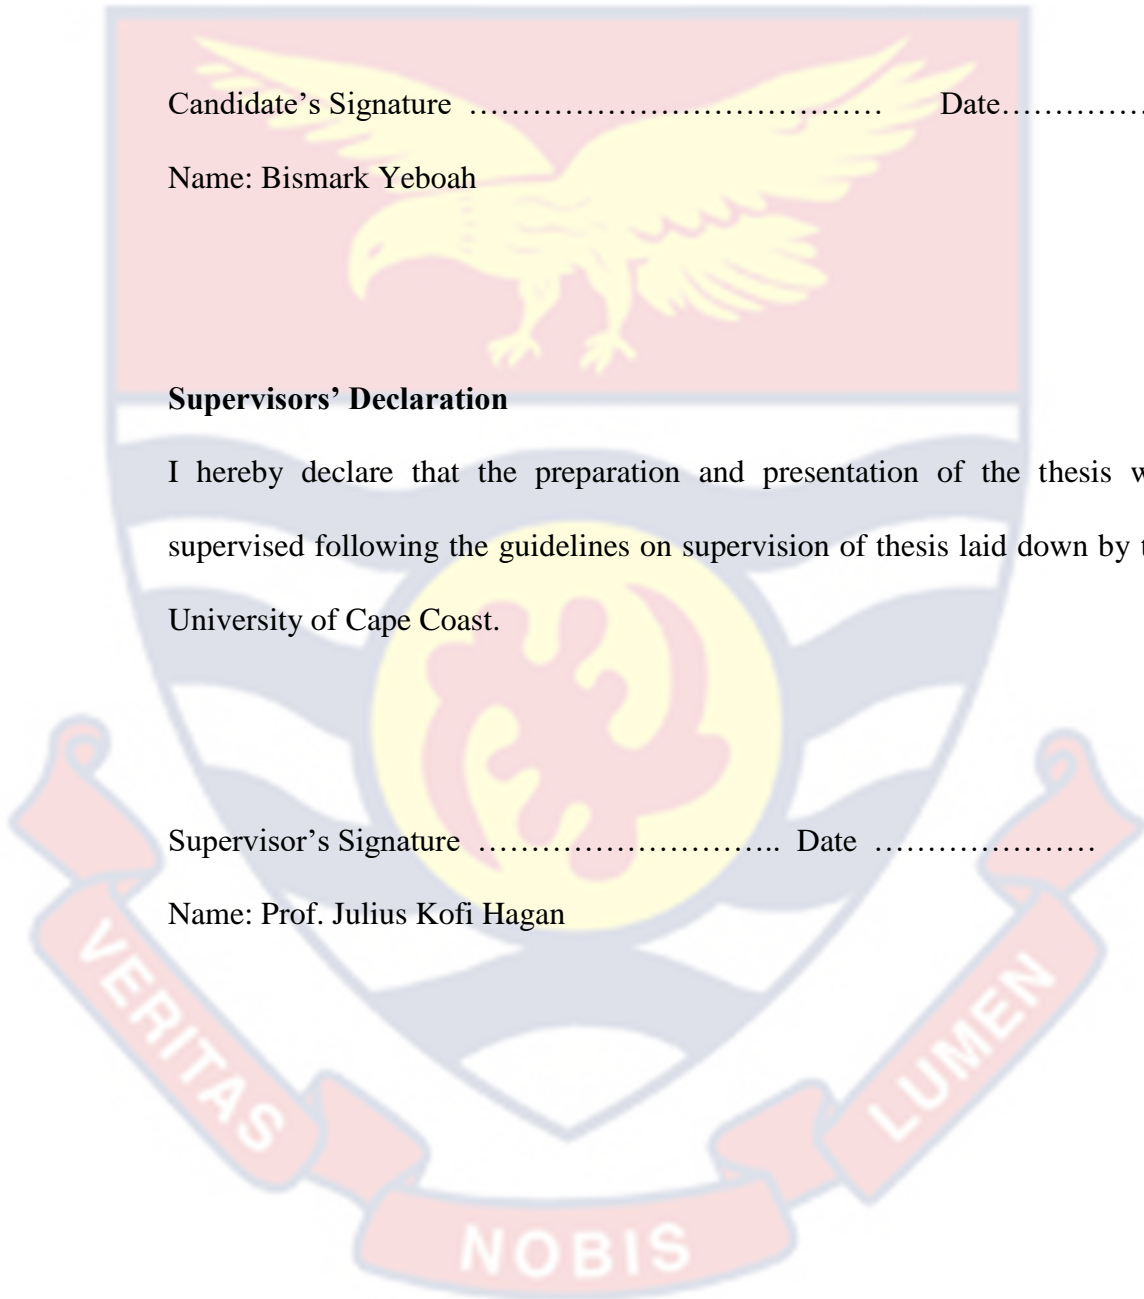 Candidate’s Signature ………………………………… Date……………
Name: Bismark Yeboah
Supervisors’ Declaration
I hereby declare that the preparation and presentation of the thesis
supervised following the guidelines on supervision of thesis laid down by
University of Cape Coast.
Supervisor’s Signature ……………………….. Date …………………
Name: Prof. Julius Kofi Hagan
VERITAS
NOBIS
LUMEN